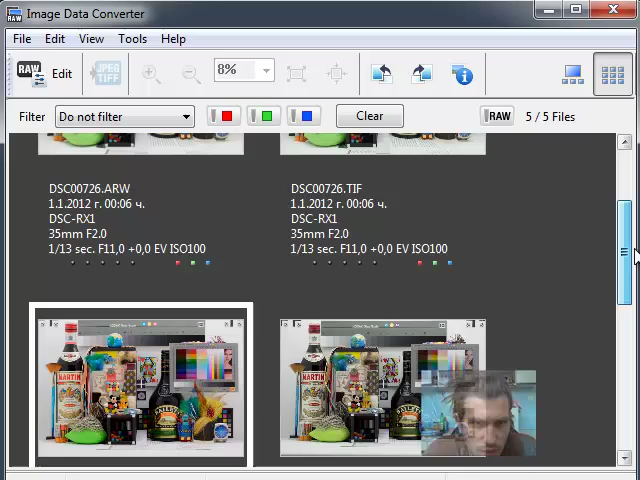 Image Data Converter
File Edit View Tools Help
RAW Edit JPEG TIFF 8%
Filter Do not filter Clear RAW 5 / 5 Files
DSC00726.ARW
1.1.2012 г. 00:06 ч.
DSC-RX1
35mm F2.0
1/13 sec. F11,0 +0,0 EV ISO100
DSC00726.TIF
1.1.2012 г. 00:06 ч.
DSC-RX1
35mm F2.0
1/13 sec. F11,0 +0,0 EV ISO100
MARTINI
BAILEYS